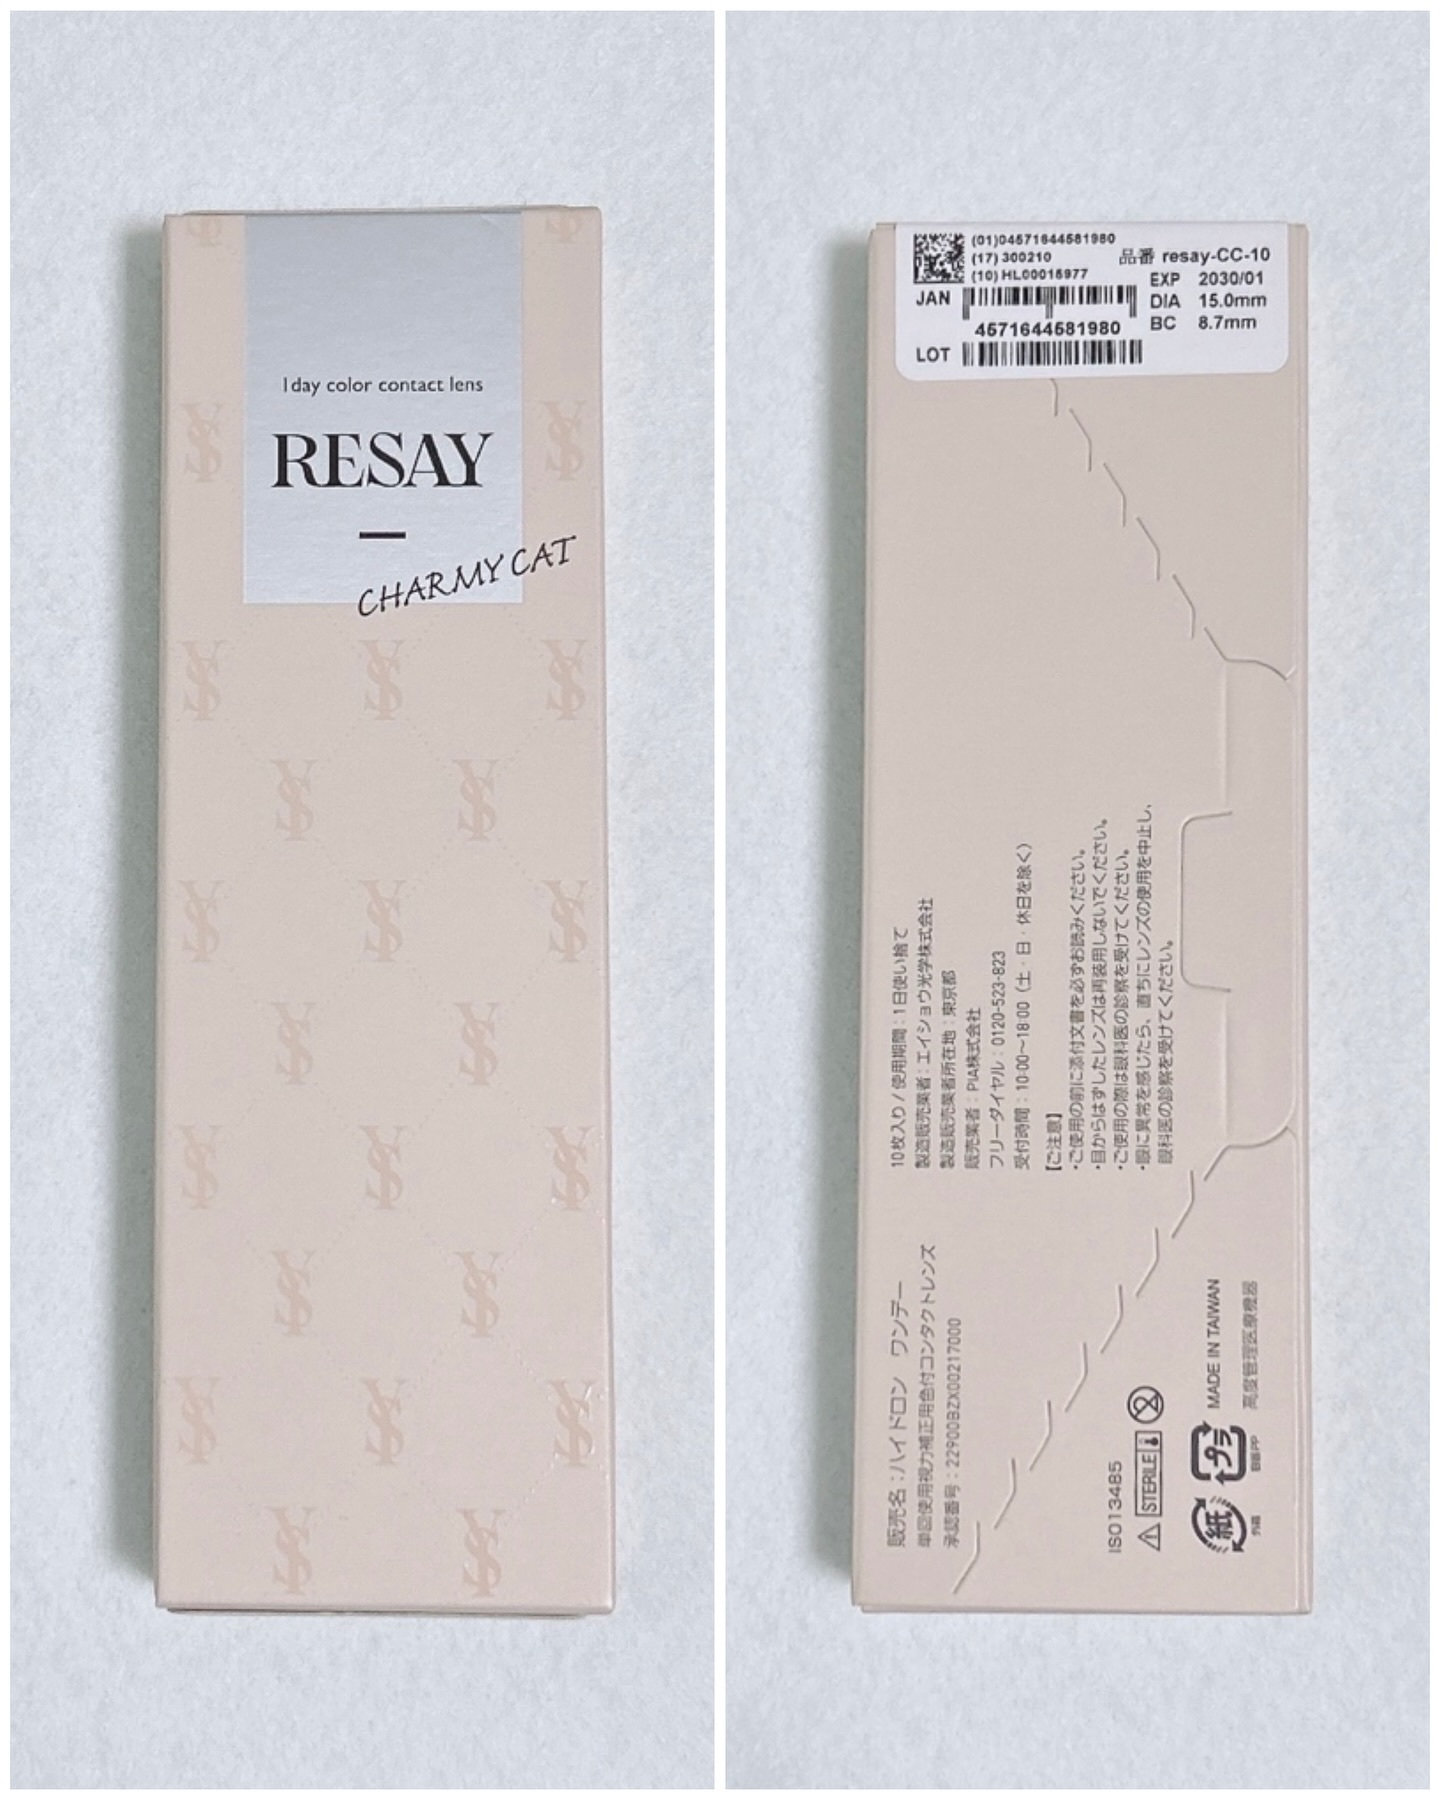 1day color contact lens
RESAY
CHARMY CAT
(01)04571644581980
(17) 300210
(10) HL00015977
品番 resay-CC-10
EXP 2030/01
DIA 15.0mm
BC 8.7mm
JAN
4571644581980
LOT
販売名：ハイドロン ワンデー
単回使用視力補正用色付コンタクトレンズ
承認番号：22900BZX00217000
10枚入り / 使用期間：1日使い捨て
製造販売業者：エイショウ光学株式会社
製造販売業者所在地：東京都
販売業者：PIA株式会社
フリーダイヤル：0120-523-823
受付時間：10:00〜18:00（土・日・休日を除く）
【ご注意】
・ご使用の前に添付文書を必ずお読みください。
・目からはずしたレンズは再装用しないでください。
・ご使用の際は眼科医の診察を受けてください。
・眼に異常を感じたら、直ちにレンズの使用を中止し、
眼科医の診察を受けてください。
ISO13485
STERILE
2
紙
外箱
プラ
容器:PP
MADE IN TAIWAN
高度管理医療機器